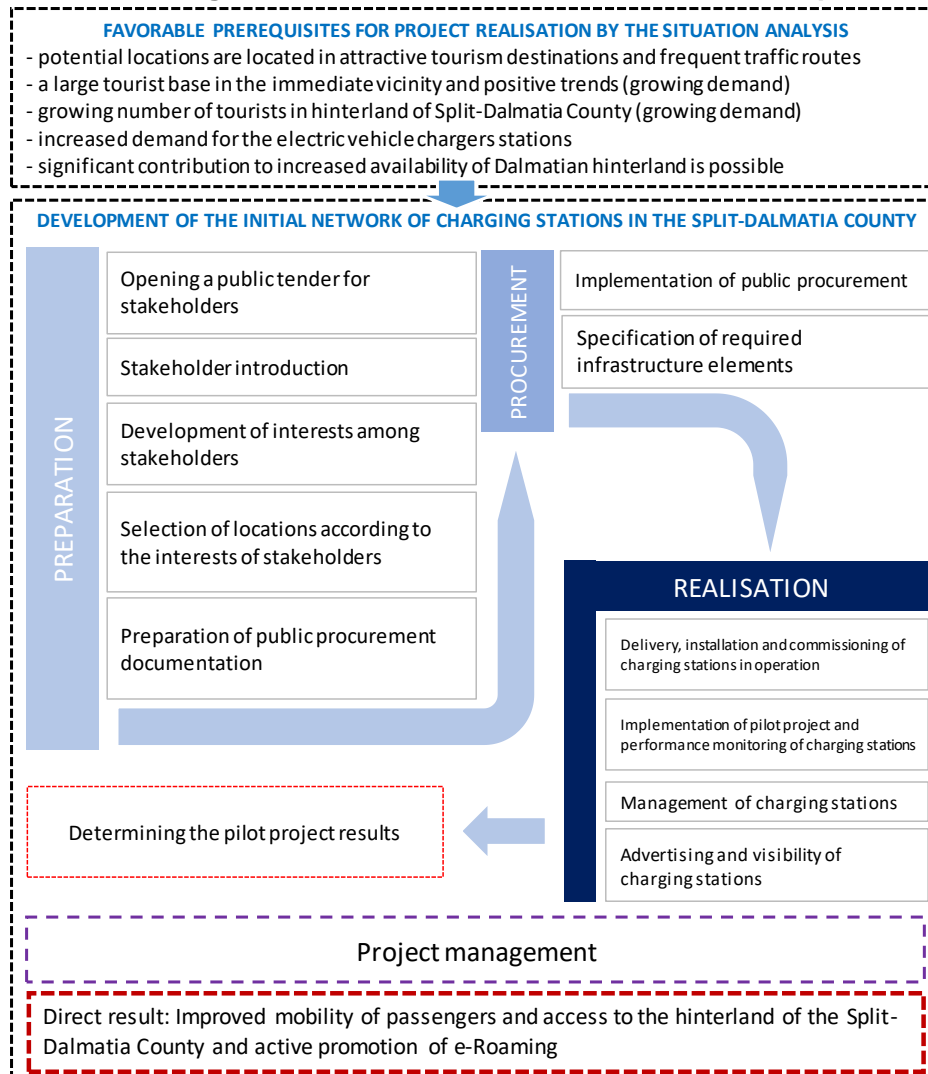 FAVORABLE PREREQUISITES FOR PROJECT REALISATION BY THE SITUATION ANALYSIS
- potential locations are located in attractive tourism destinations and frequent traffic routes
- a large tourist base in the immediate vicinity and positive trends (growing demand)
- growing number of tourists in hinterland of Split-Dalmatia County (growing demand)
- increased demand for the electric vehicle chargers stations
- significant contribution to increased availability of Dalmatian hinterland is possible
DEVELOPMENT OF THE INITIAL NETWORK OF CHARGING STATIONS IN THE SPLIT-DALMATIA COUNTY
PREPARATION
Opening a public tender for
stakeholders
Stakeholder introduction
Development of interests among
stakeholders
Selection of locations according to
the interests of stakeholders
Preparation of public procurement
documentation
PROCUREMENT
Implementation of public procurement
Specification of required
infrastructure elements
REALISATION
Delivery, installation and commissioning of
charging stations in operation
Implementation of pilot project and
performance monitoring of charging stations
Management of charging stations
Advertising and visibility of
charging stations
Determining the pilot project results
Project management
Direct result: Improved mobility of passengers and access to the hinterland of the Split-
Dalmatia County and active promotion of e-Roaming